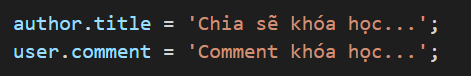 author.title = 'Chia sẽ khóa học...';
user.comment = 'Comment khóa học...';